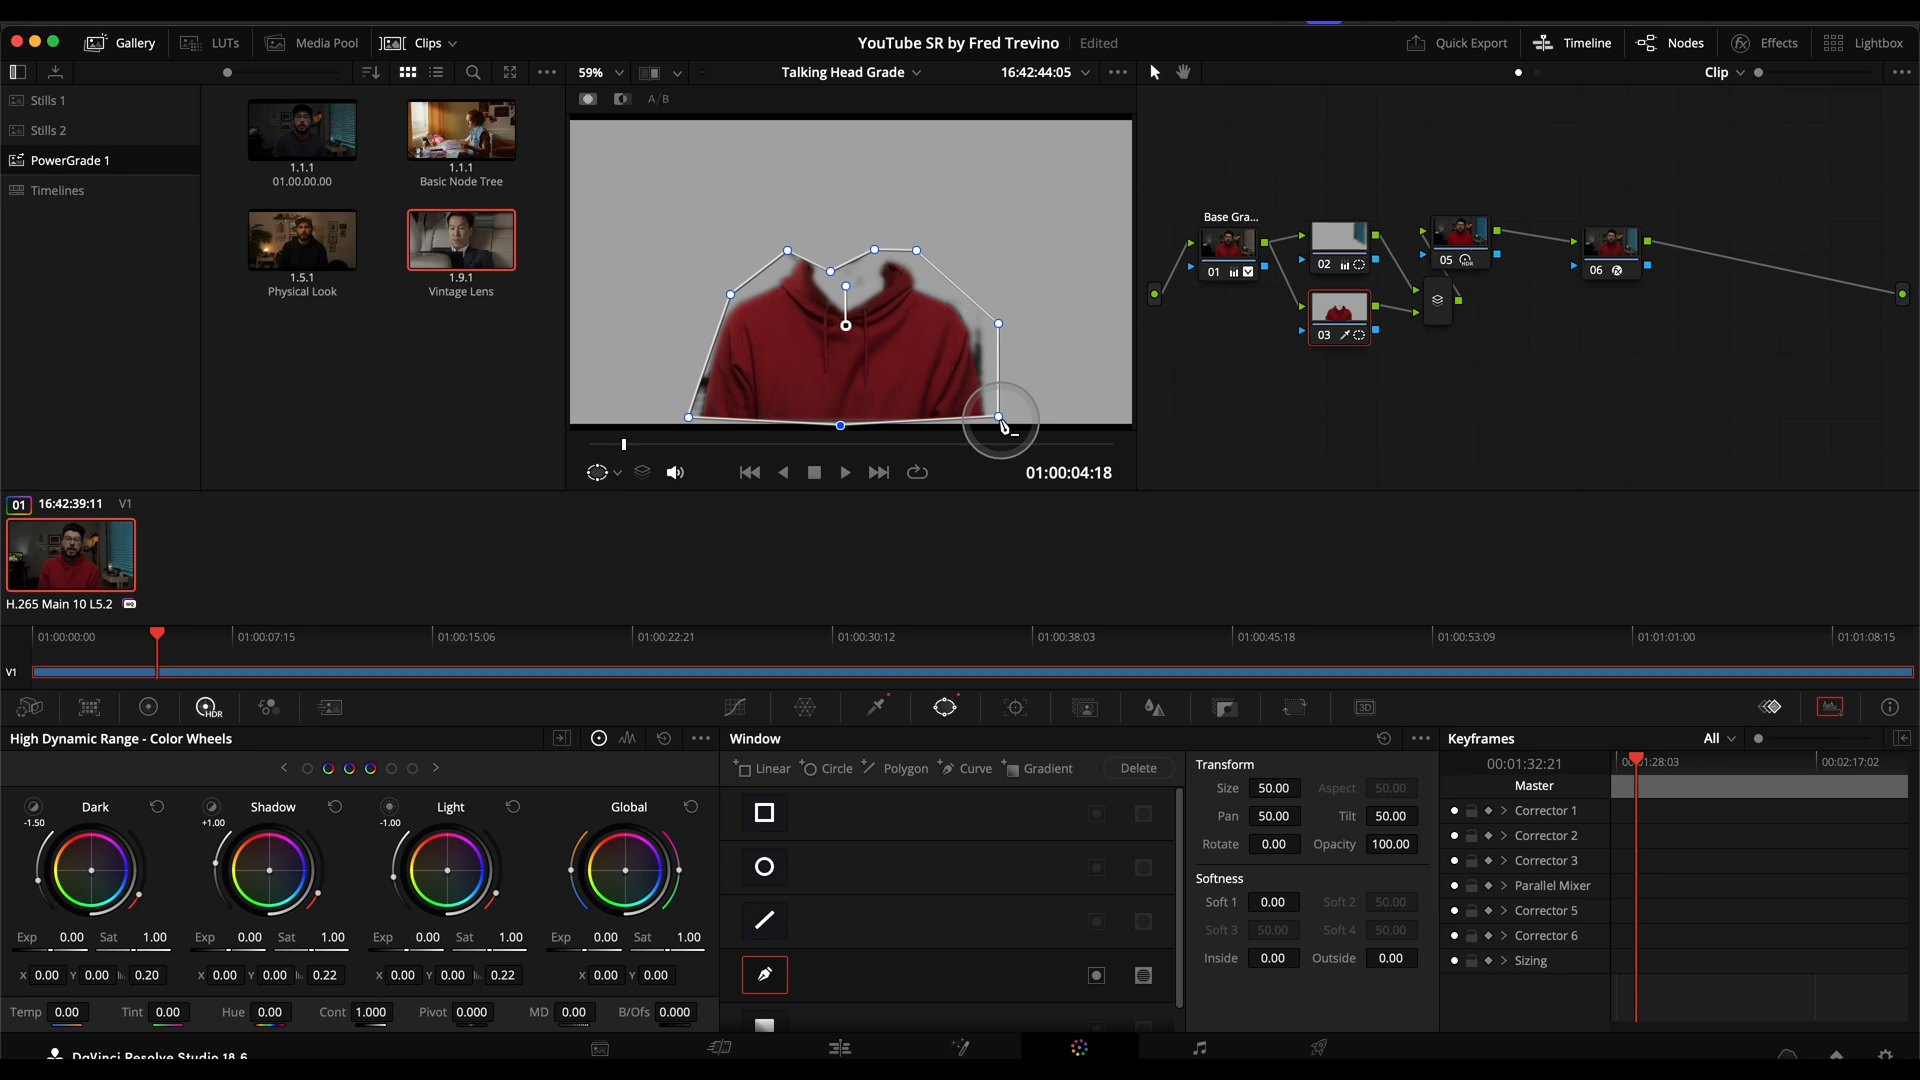 Gallery LUTs Media Pool Clips YouTube SR by Fred Trevino Edited Quick Export Timeline Nodes Effects Lightbox
59% Talking Head Grade 16:42:44:05 Clip
A/B
Stills 1
Stills 2
PowerGrade 1
Timelines
1.1.1
01.00.00.00
1.1.1
Basic Node Tree
1.5.1
Physical Look
1.9.1
Vintage Lens
Base Gra...
01
02
03
05 HDR
06
01:00:04:18
01 16:42:39:11 V1
H.265 Main 10 L5.2 HQ
01:00:00:00 01:00:07:15 01:00:15:06 01:00:22:21 01:00:30:12 01:00:38:03 01:00:45:18 01:00:53:09 01:01:01:00 01:01:08:15
V1
HDR 3D
High Dynamic Range - Color Wheels
Dark Shadow Light Global
-1.50 +1.00 -1.00
Exp 0.00 Sat 1.00 Exp 0.00 Sat 1.00 Exp 0.00 Sat 1.00 Exp 0.00 Sat 1.00
X 0.00 Y 0.00 0.20 X 0.00 Y 0.00 0.22 X 0.00 Y 0.00 0.22 X 0.00 Y 0.00
Temp 0.00 Tint 0.00 Hue 0.00 Cont 1.000 Pivot 0.000 MD 0.00 B/Ofs 0.000
Window
Linear Circle Polygon Curve Gradient Delete
Transform
Size 50.00 Aspect 50.00
Pan 50.00 Tilt 50.00
Rotate 0.00 Opacity 100.00
Softness
Soft 1 0.00 Soft 2 50.00
Soft 3 50.00 Soft 4 50.00
Inside 0.00 Outside 0.00
Keyframes All
00:01:32:21 00:01:28:03 00:02:17:02
Master
Corrector 1
Corrector 2
Corrector 3
Parallel Mixer
Corrector 5
Corrector 6
Sizing
DaVinci Resolve Studio 18.6